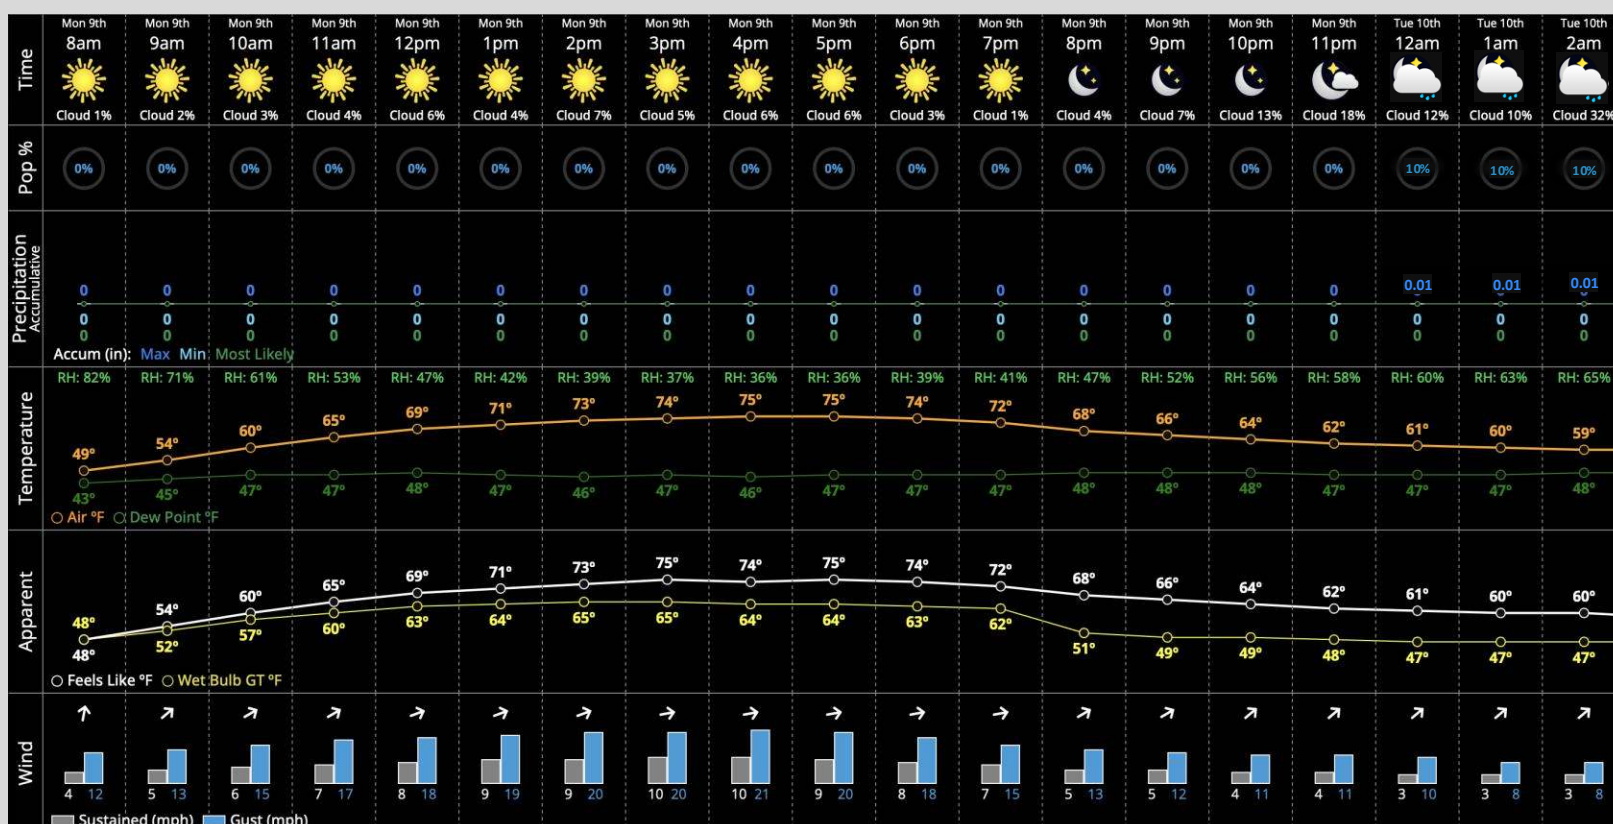 Mon 9th Mon 9th Mon 9th Mon 9th Mon 9th Mon 9th Mon 9th Mon 9th Mon 9th Mon 9th Mon 9th Mon 9th Mon 9th Mon 9th Mon 9th Mon 9th Tue 10th Tue 10th Tue 10th
8am 9am 10am 11am 12pm 1pm 2pm 3pm 4pm 5pm 6pm 7pm 8pm 9pm 10pm 11pm 12am 1am 2am
Time
Cloud 1% Cloud 2% Cloud 3% Cloud 4% Cloud 6% Cloud 4% Cloud 7% Cloud 5% Cloud 6% Cloud 6% Cloud 3% Cloud 1% Cloud 4% Cloud 7% Cloud 13% Cloud 18% Cloud 12% Cloud 10% Cloud 32%
Pop %
0% 0% 0% 0% 0% 0% 0% 0% 0% 0% 0% 0% 0% 0% 0% 0% 10% 10% 10%
Precipitation
Accumulative
0 0 0 0 0 0 0 0 0 0 0 0 0 0 0 0 0.01 0.01 0.01
0 0 0 0 0 0 0 0 0 0 0 0 0 0 0 0 0 0 0
0 0 0 0 0 0 0 0 0 0 0 0 0 0 0 0 0 0 0
Accum (in): Max Min Most Likely
RH: 82% RH: 71% RH: 61% RH: 53% RH: 47% RH: 42% RH: 39% RH: 37% RH: 36% RH: 36% RH: 39% RH: 41% RH: 47% RH: 52% RH: 56% RH: 58% RH: 60% RH: 63% RH: 65%
Temperature
49° 54° 60° 65° 69° 71° 73° 74° 75° 75° 74° 72° 68° 66° 64° 62° 61° 60° 59°
43° 45° 47° 47° 48° 47° 46° 47° 46° 47° 47° 47° 48° 48° 48° 47° 47° 47° 48°
Air °F Dew Point °F
Apparent
48° 54° 60° 65° 69° 71° 73° 75° 74° 75° 74° 72° 68° 66° 64° 62° 61° 60° 60°
48° 52° 57° 60° 63° 64° 65° 65° 64° 64° 63° 62° 51° 49° 49° 48° 47° 47° 47°
Feels Like °F Wet Bulb GT °F
Wind
4 12 5 13 6 15 7 17 8 18 9 19 9 20 10 20 10 21 9 20 8 18 7 15 5 13 5 12 4 11 4 11 3 10 3 8 3 8
Sustained (mph) Gust (mph)